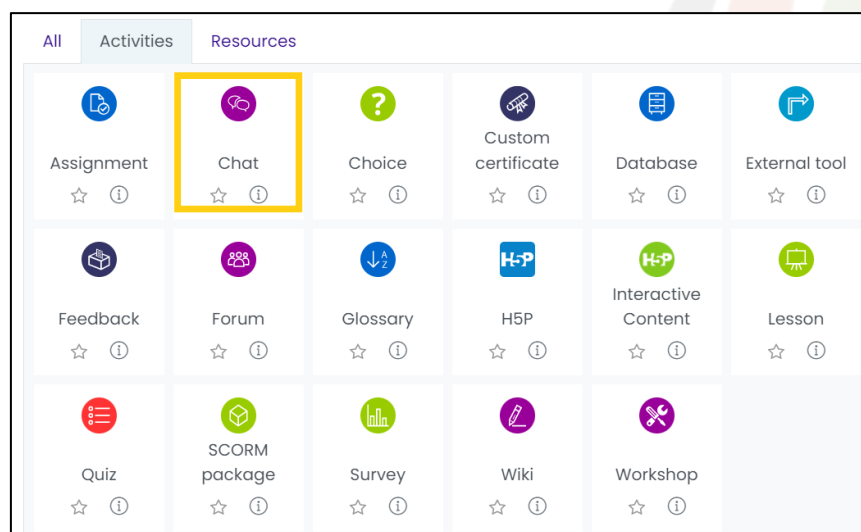 All Activities Resources
Custom
Assignment Chat Choice certificate Database External tool
Interactive
Feedback Forum Glossary H5P Content Lesson
SCORM
Quiz package Survey Wiki Workshop